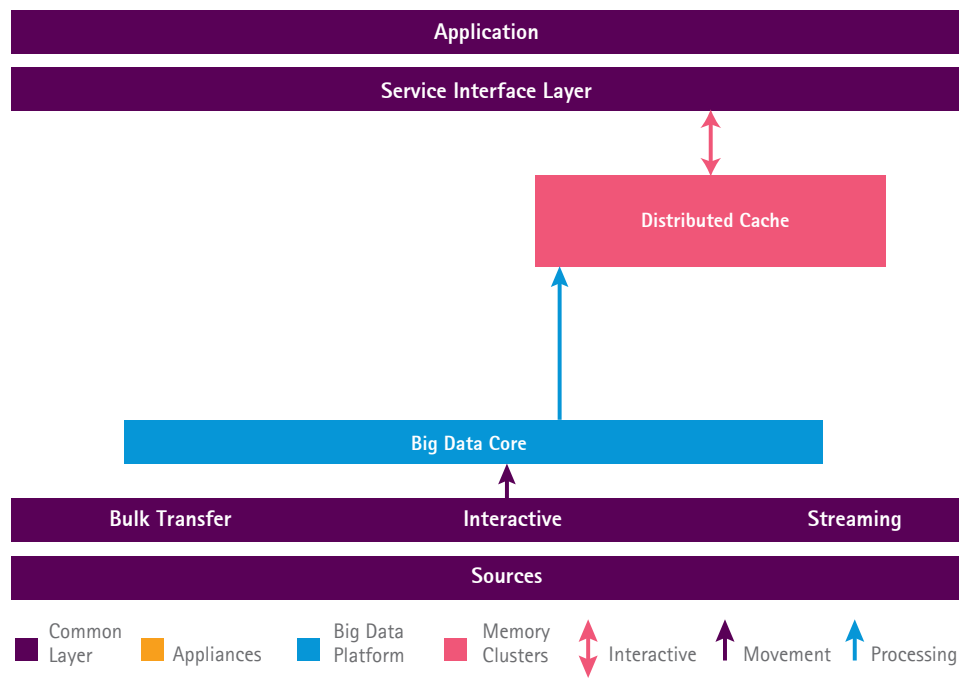 Application
Service Interface Layer
Distributed Cache
Big Data Core
Bulk Transfer Interactive Streaming
Sources
Common
Layer
Appliances
Big Data
Platform
Memory
Clusters
Interactive
Movement
Processing